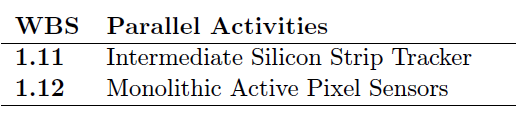 WBS Parallel Activities
1.11 Intermediate Silicon Strip Tracker
1.12 Monolithic Active Pixel Sensors